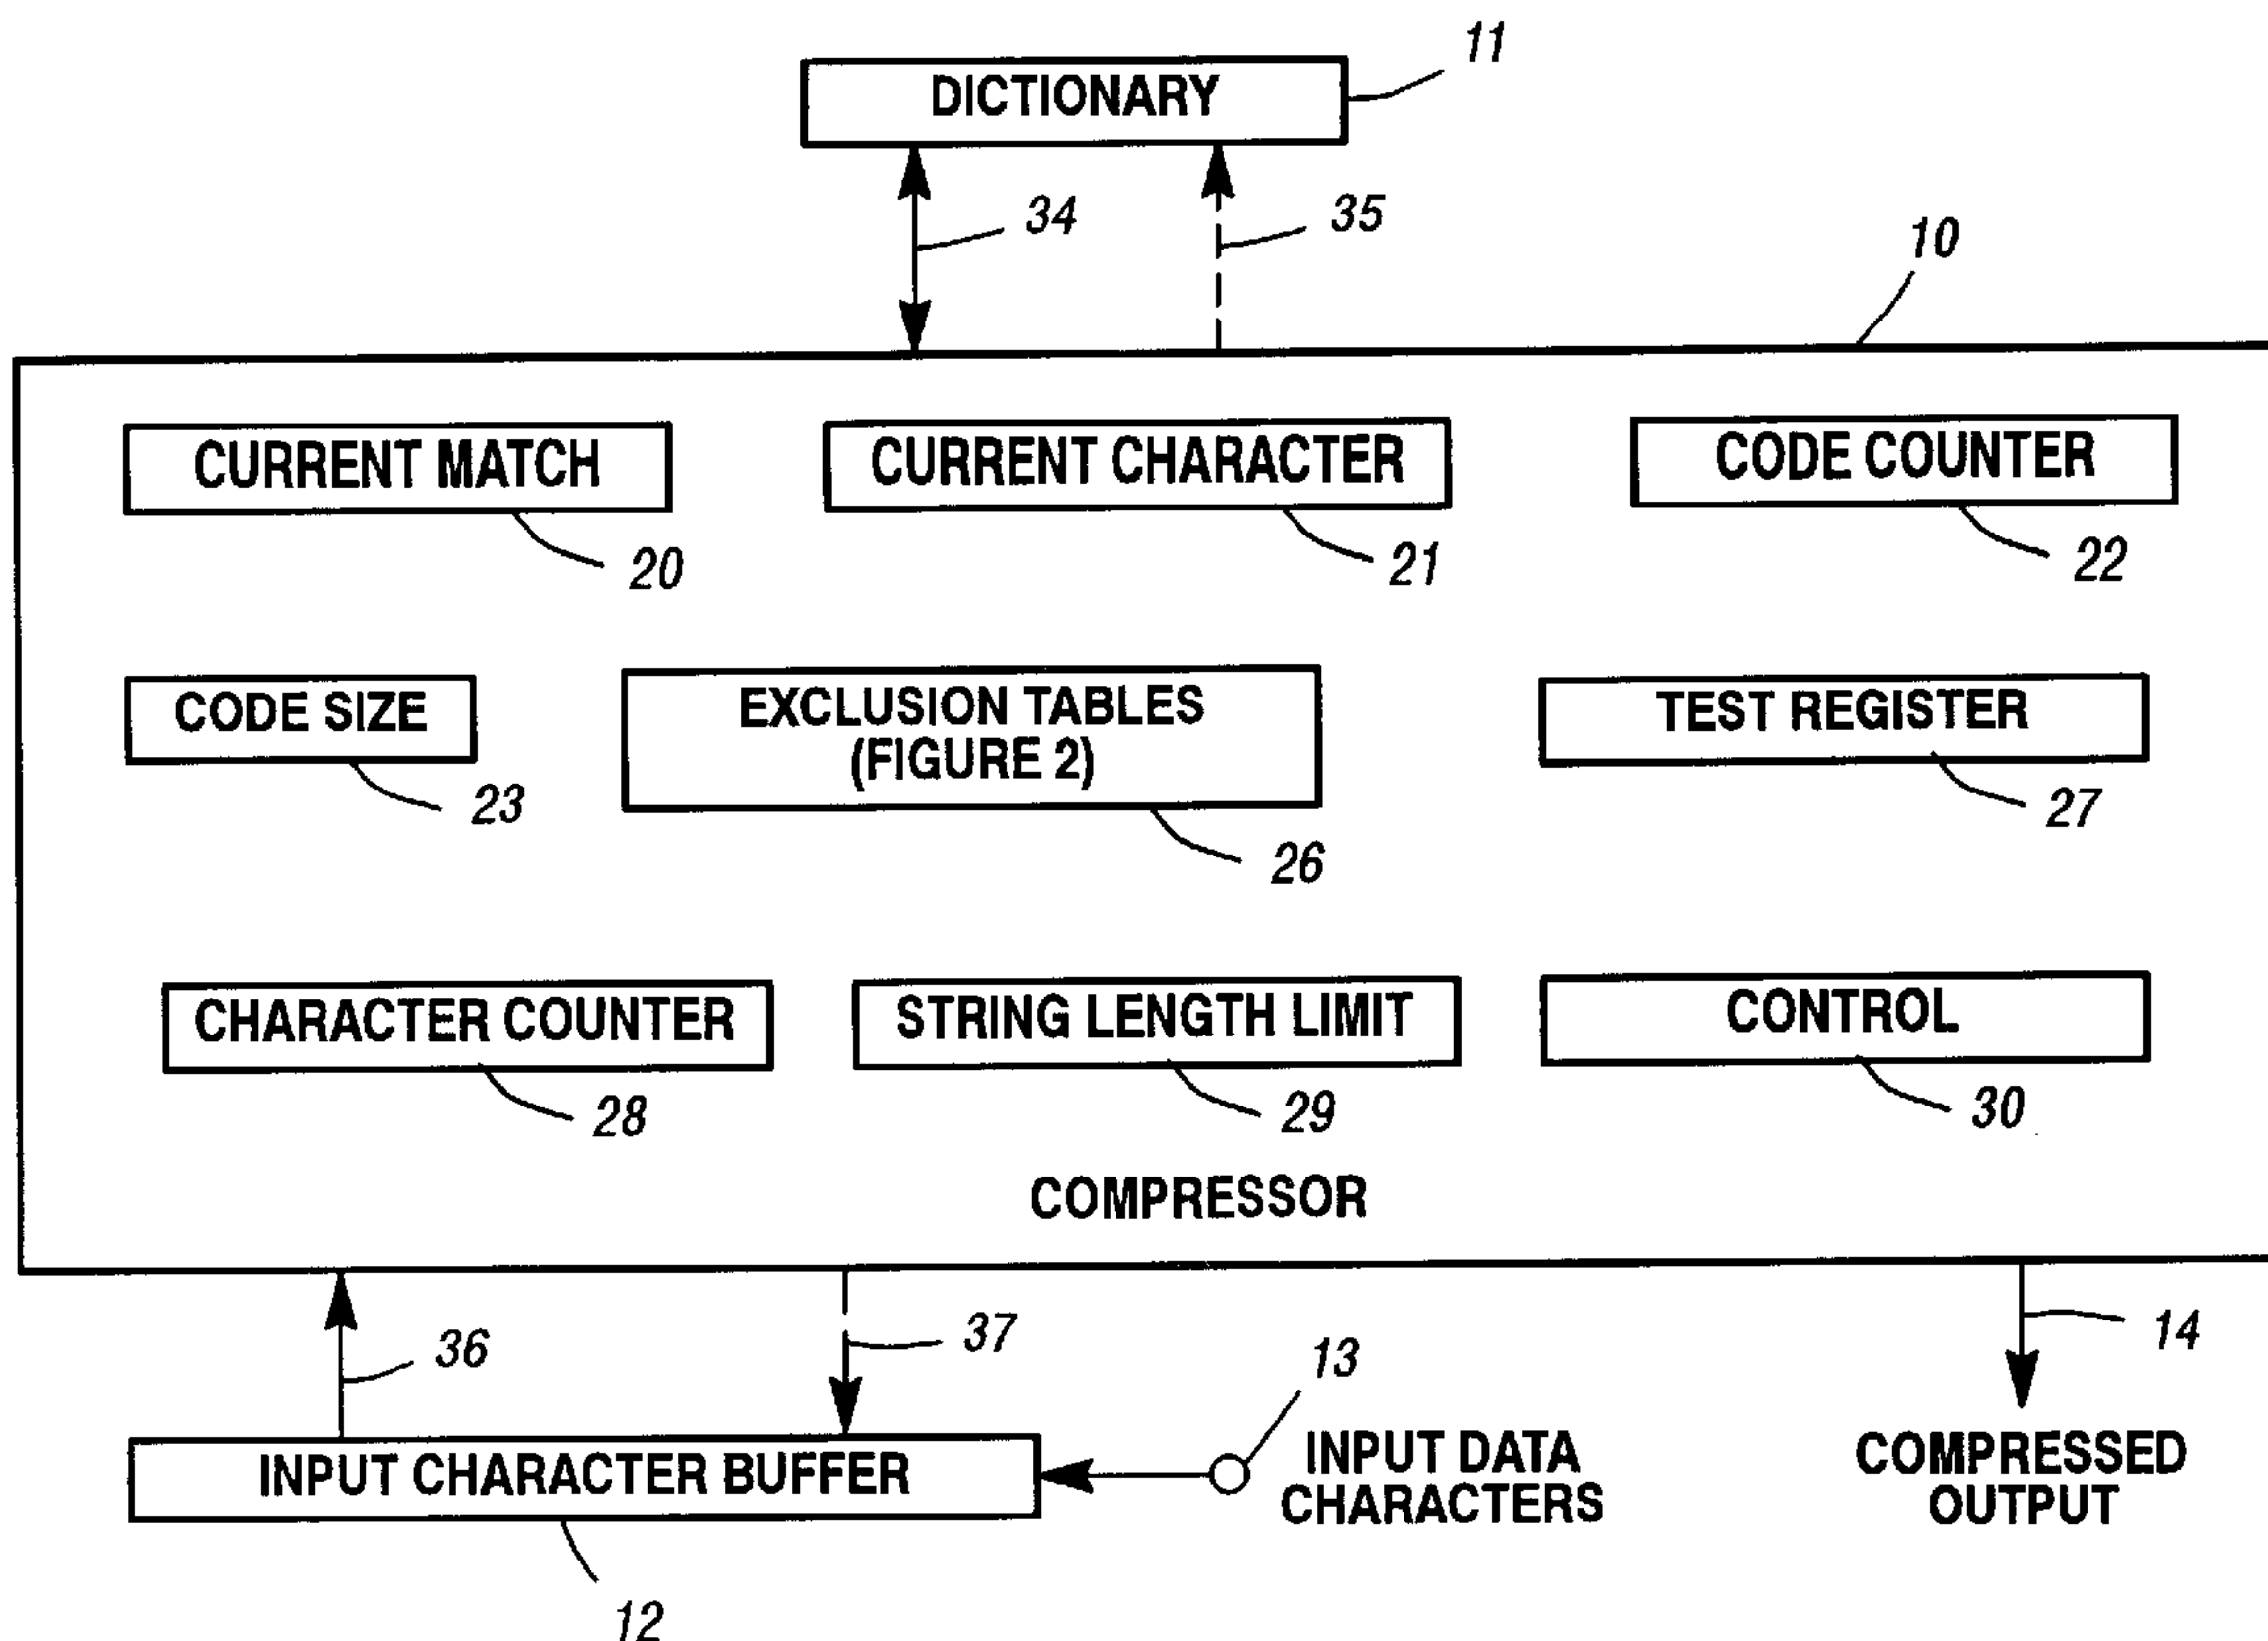 11
DICTIONARY
34
35
10
CURRENT MATCH
CURRENT CHARACTER
CODE COUNTER
20
21
22
CODE SIZE
EXCLUSION TABLES
(FIGURE 2)
TEST REGISTER
23
26
27
CHARACTER COUNTER
STRING LENGTH LIMIT
CONTROL
28
29
30
COMPRESSOR
36
37
13
14
INPUT CHARACTER BUFFER
INPUT DATA
CHARACTERS
COMPRESSED
OUTPUT
12